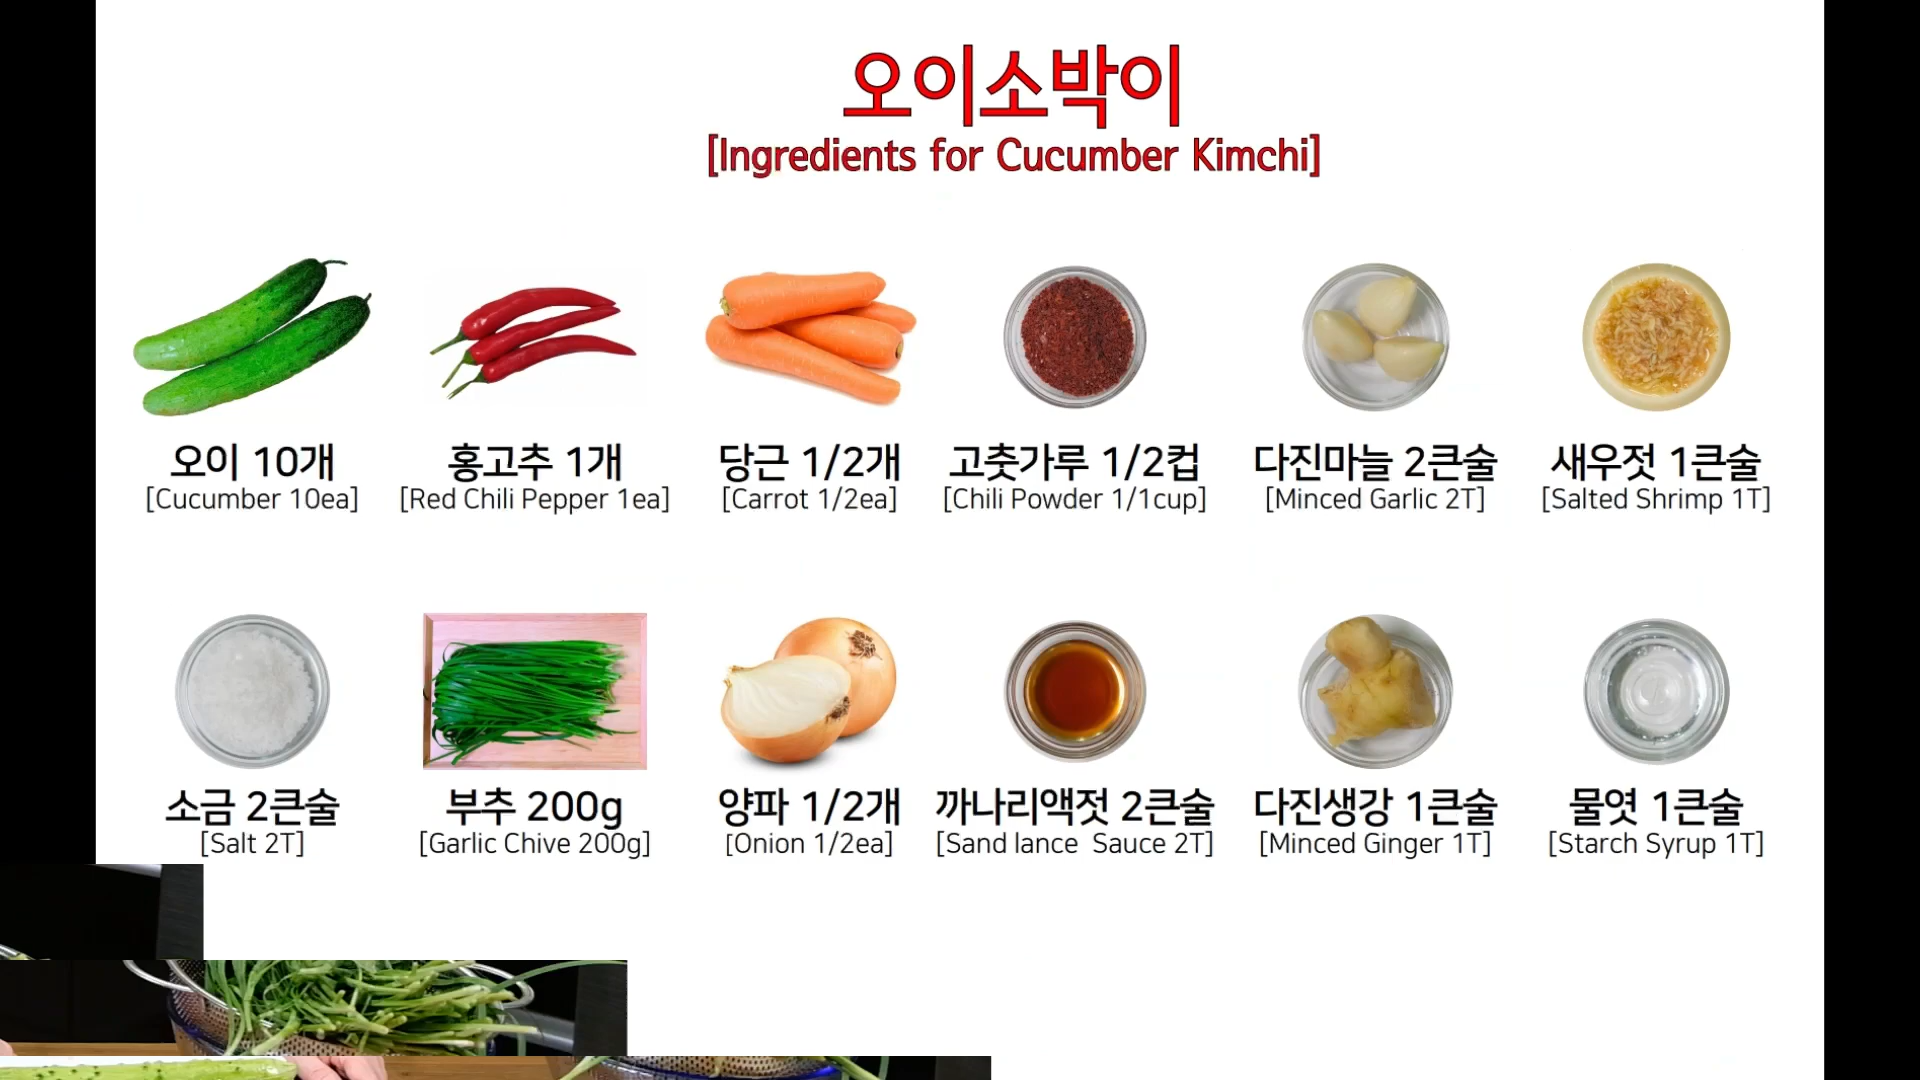 오이소박이
[Ingredients for Cucumber Kimchi]
오이 10개
[Cucumber 10ea]
홍고추 1개
[Red Chili Pepper 1ea]
당근 1/2개
[Carrot 1/2ea]
고춧가루 1/2컵
[Chili Powder 1/1cup]
다진마늘 2큰술
[Minced Garlic 2T]
새우젓 1큰술
[Salted Shrimp 1T]
소금 2큰술
[Salt 2T]
부추 200g
[Garlic Chive 200g]
양파 1/2개
[Onion 1/2ea]
까나리액젓 2큰술
[Sand lance  Sauce 2T]
다진생강 1큰술
[Minced Ginger 1T]
물엿 1큰술
[Starch Syrup 1T]